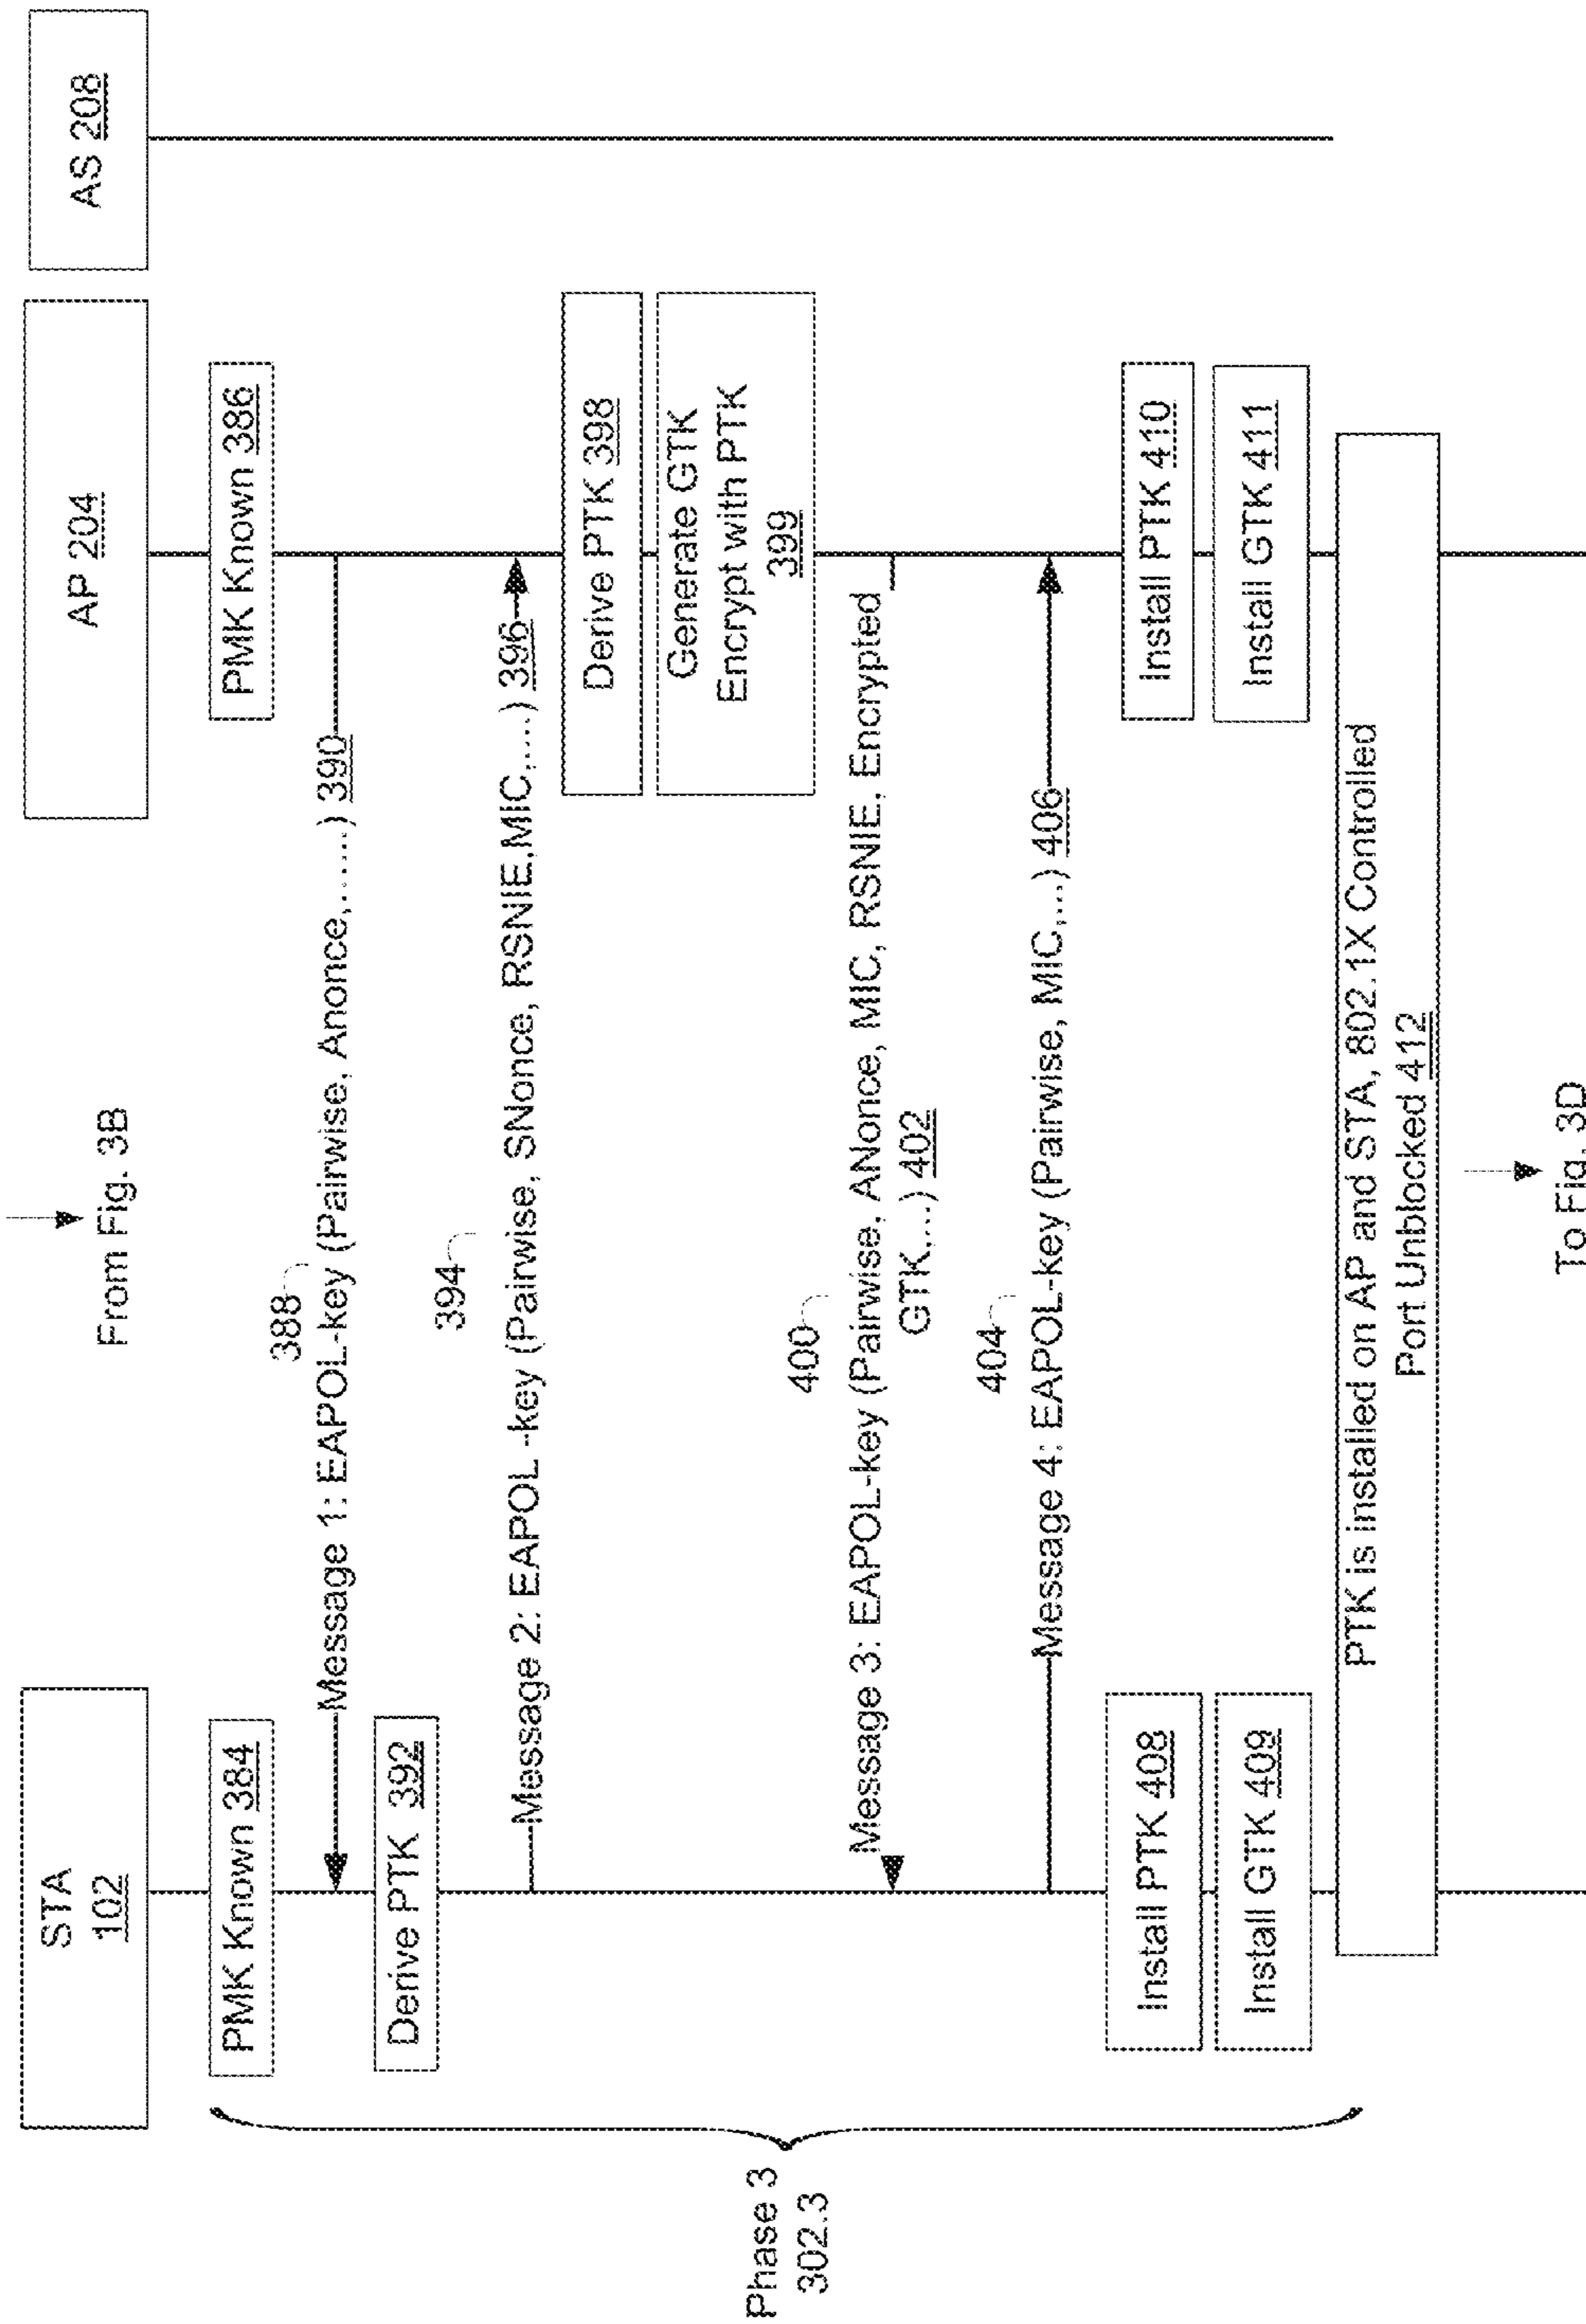 From Fig. 3B
STA
102
AP 204
AS 208
PMK Known 384
PMK Known 386
388
Message 1: EAPOL-key (Pairwise, Anonce,......) 390
Derive PTK 392
394
Message 2: EAPOL -key (Pairwise, SNonce, RSNIE,MIC,....) 396
Derive PTK 398
Generate GTK
Encrypt with PTK
399
400
Message 3: EAPOL-key (Pairwise, ANonce, MIC, RSNIE, Encrypted
GTK,...) 402
404
Message 4: EAPOL-key (Pairwise, MIC,...) 406
Install PTK 408
Install PTK 410
Install GTK 409
Install GTK 411
PTK is installed on AP and STA, 802.1X Controlled
Port Unblocked 412
Phase 3
302.3
To Fig. 3D